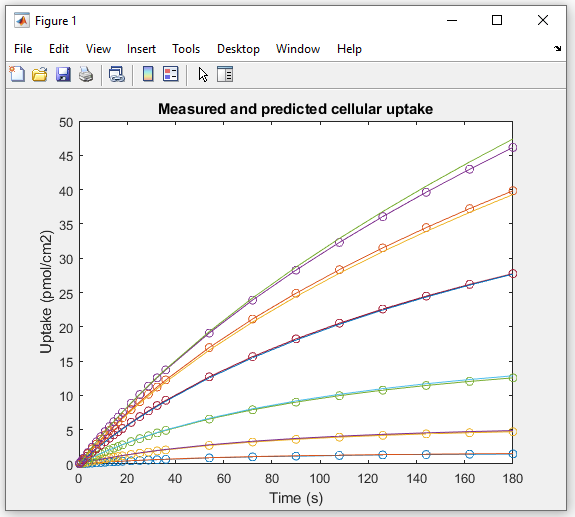 Figure 1
File Edit View Insert Tools Desktop Window Help
Measured and predicted cellular uptake
50
45
40
35
30
25
20
15
10
5
0
Uptake (pmol/cm2)
0 20 40 60 80 100 120 140 160 180
Time (s)